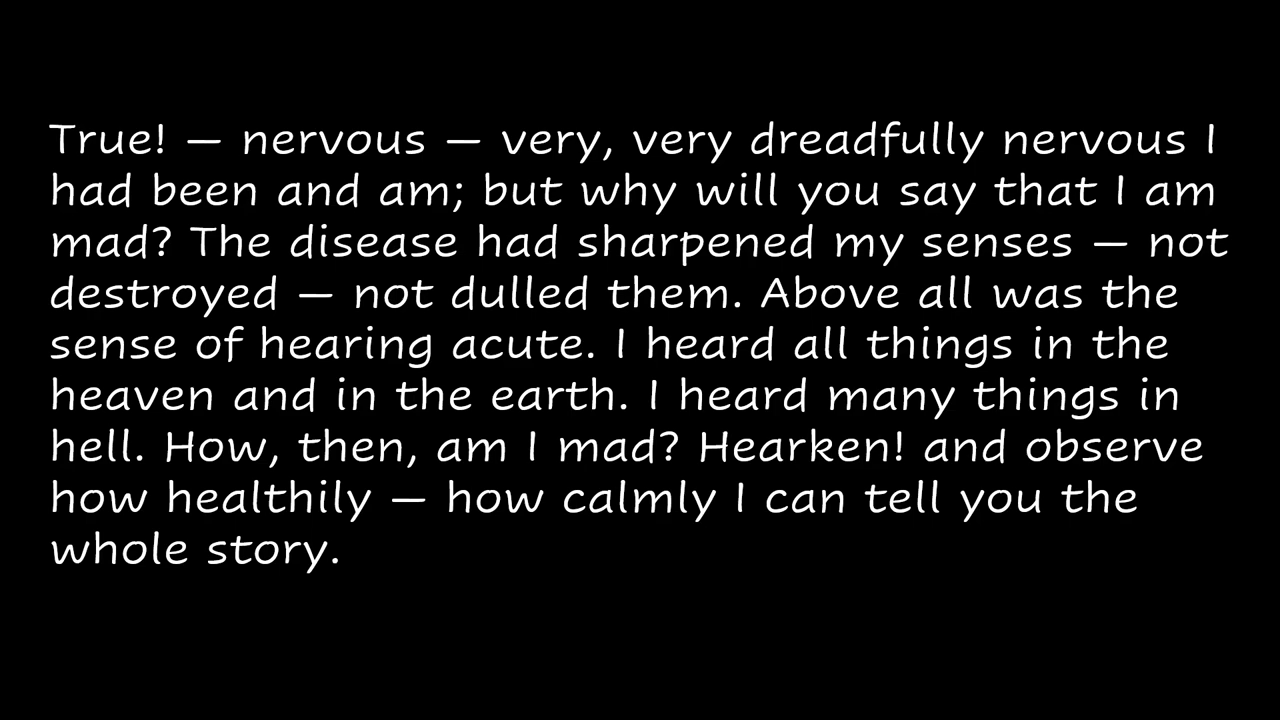 True! — nervous — very, very dreadfully nervous I
had been and am; but why will you say that I am
mad? The disease had sharpened my senses — not
destroyed — not dulled them. Above all was the
sense of hearing acute. I heard all things in the
heaven and in the earth. I heard many things in
hell. How, then, am I mad? Hearken! and observe
how healthily — how calmly I can tell you the
whole story.